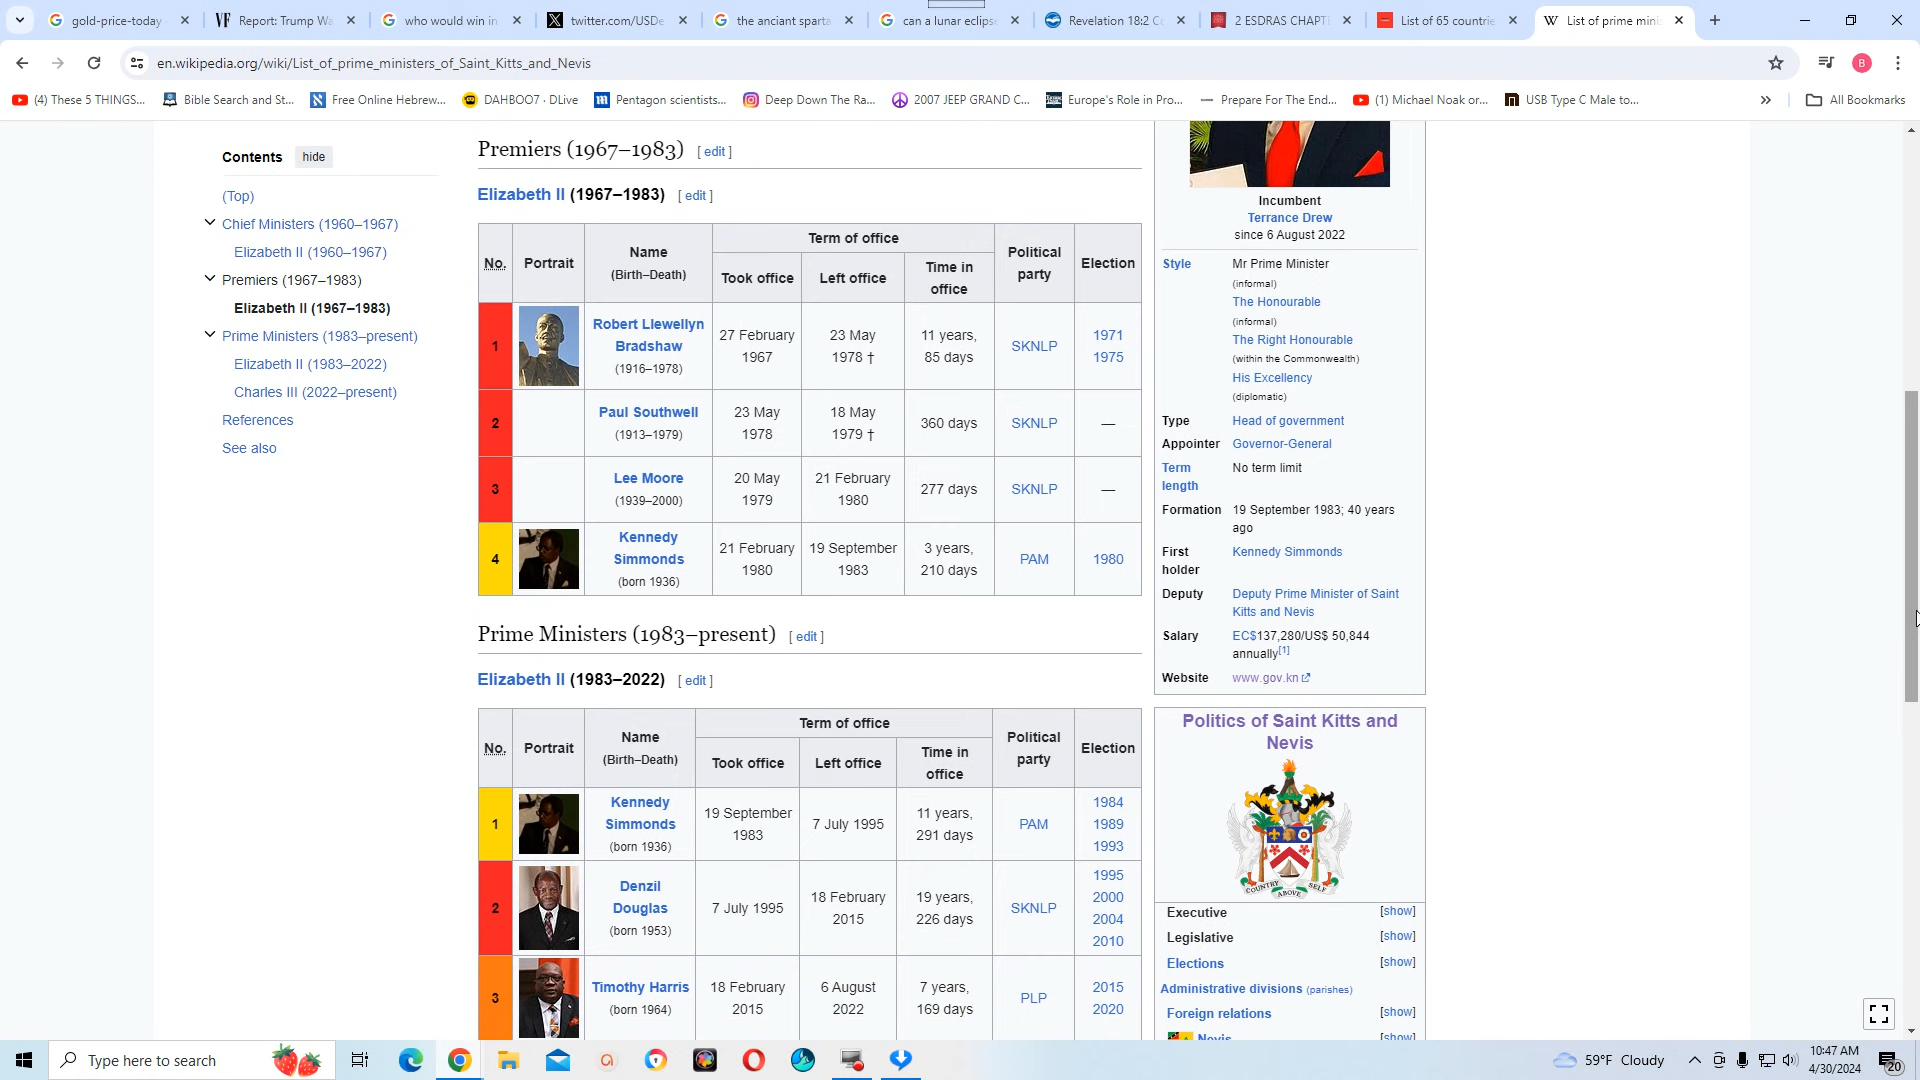 gold-price-today
Report: Trump Wa
who would win in
twitter.com/USDe
the anciant sparta
can a lunar eclips
Revelation 18:2 Co
2 ESDRAS CHAPT
List of 65 countrie
List of prime mini
en.wikipedia.org/wiki/List_of_prime_ministers_of_Saint_Kitts_and_Nevis
B
(4) These 5 THINGS...
Bible Search and St...
Free Online Hebrew...
DAHBOO7 · DLive
Pentagon scientists...
Deep Down The Ra...
2007 JEEP GRAND C...
Europe's Role in Pro...
Prepare For The End...
(1) Michael Noak or...
USB Type C Male to...
All Bookmarks
Contents hide
(Top)
Chief Ministers (1960–1967)
Elizabeth II (1960–1967)
Premiers (1967–1983)
Elizabeth II (1967–1983)
Prime Ministers (1983–present)
Elizabeth II (1983–2022)
Charles III (2022–present)
References
See also
Premiers (1967–1983) [ edit ]
Elizabeth II (1967–1983) [ edit ]
No. Portrait Name (Birth–Death) Term of office Political party Election
Took office Left office Time in office
1 Robert Llewellyn Bradshaw (1916–1978) 27 February 1967 23 May 1978 † 11 years, 85 days SKNLP 1971 1975
2 Paul Southwell (1913–1979) 23 May 1978 18 May 1979 † 360 days SKNLP —
3 Lee Moore (1939–2000) 20 May 1979 21 February 1980 277 days SKNLP —
4 Kennedy Simmonds (born 1936) 21 February 1980 19 September 1983 3 years, 210 days PAM 1980
Prime Ministers (1983–present) [ edit ]
Elizabeth II (1983–2022) [ edit ]
No. Portrait Name (Birth–Death) Term of office Political party Election
Took office Left office Time in office
1 Kennedy Simmonds (born 1936) 19 September 1983 7 July 1995 11 years, 291 days PAM 1984 1989 1993
2 Denzil Douglas (born 1953) 7 July 1995 18 February 2015 19 years, 226 days SKNLP 1995 2000 2004 2010
3 Timothy Harris (born 1964) 18 February 2015 6 August 2022 7 years, 169 days PLP 2015 2020
Incumbent
Terrance Drew
since 6 August 2022
Style Mr Prime Minister
(informal)
The Honourable
(informal)
The Right Honourable
(within the Commonwealth)
His Excellency
(diplomatic)
Type Head of government
Appointer Governor-General
Term length No term limit
Formation 19 September 1983; 40 years
ago
First holder Kennedy Simmonds
Deputy Deputy Prime Minister of Saint
Kitts and Nevis
Salary EC$137,280/US$ 50,844
annually[1]
Website www.gov.kn
Politics of Saint Kitts and
Nevis
COUNTRY ABOVE SELF
Executive [show]
Legislative [show]
Elections [show]
Administrative divisions (parishes)
Foreign relations [show]
Nevis [show]
Type here to search
59°F Cloudy
10:47 AM
4/30/2024
20